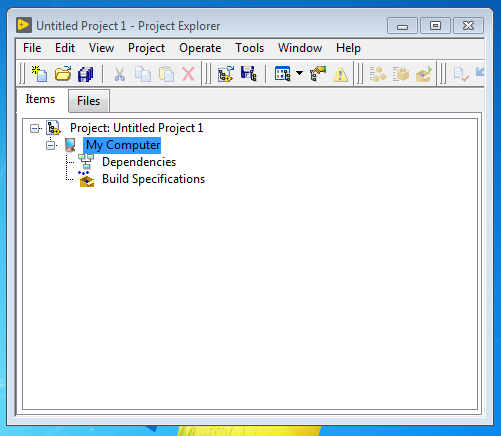 Untitled Project 1 - Project Explorer
File Edit View Project Operate Tools Window Help
Items Files
Project: Untitled Project 1
My Computer
Dependencies
Build Specifications